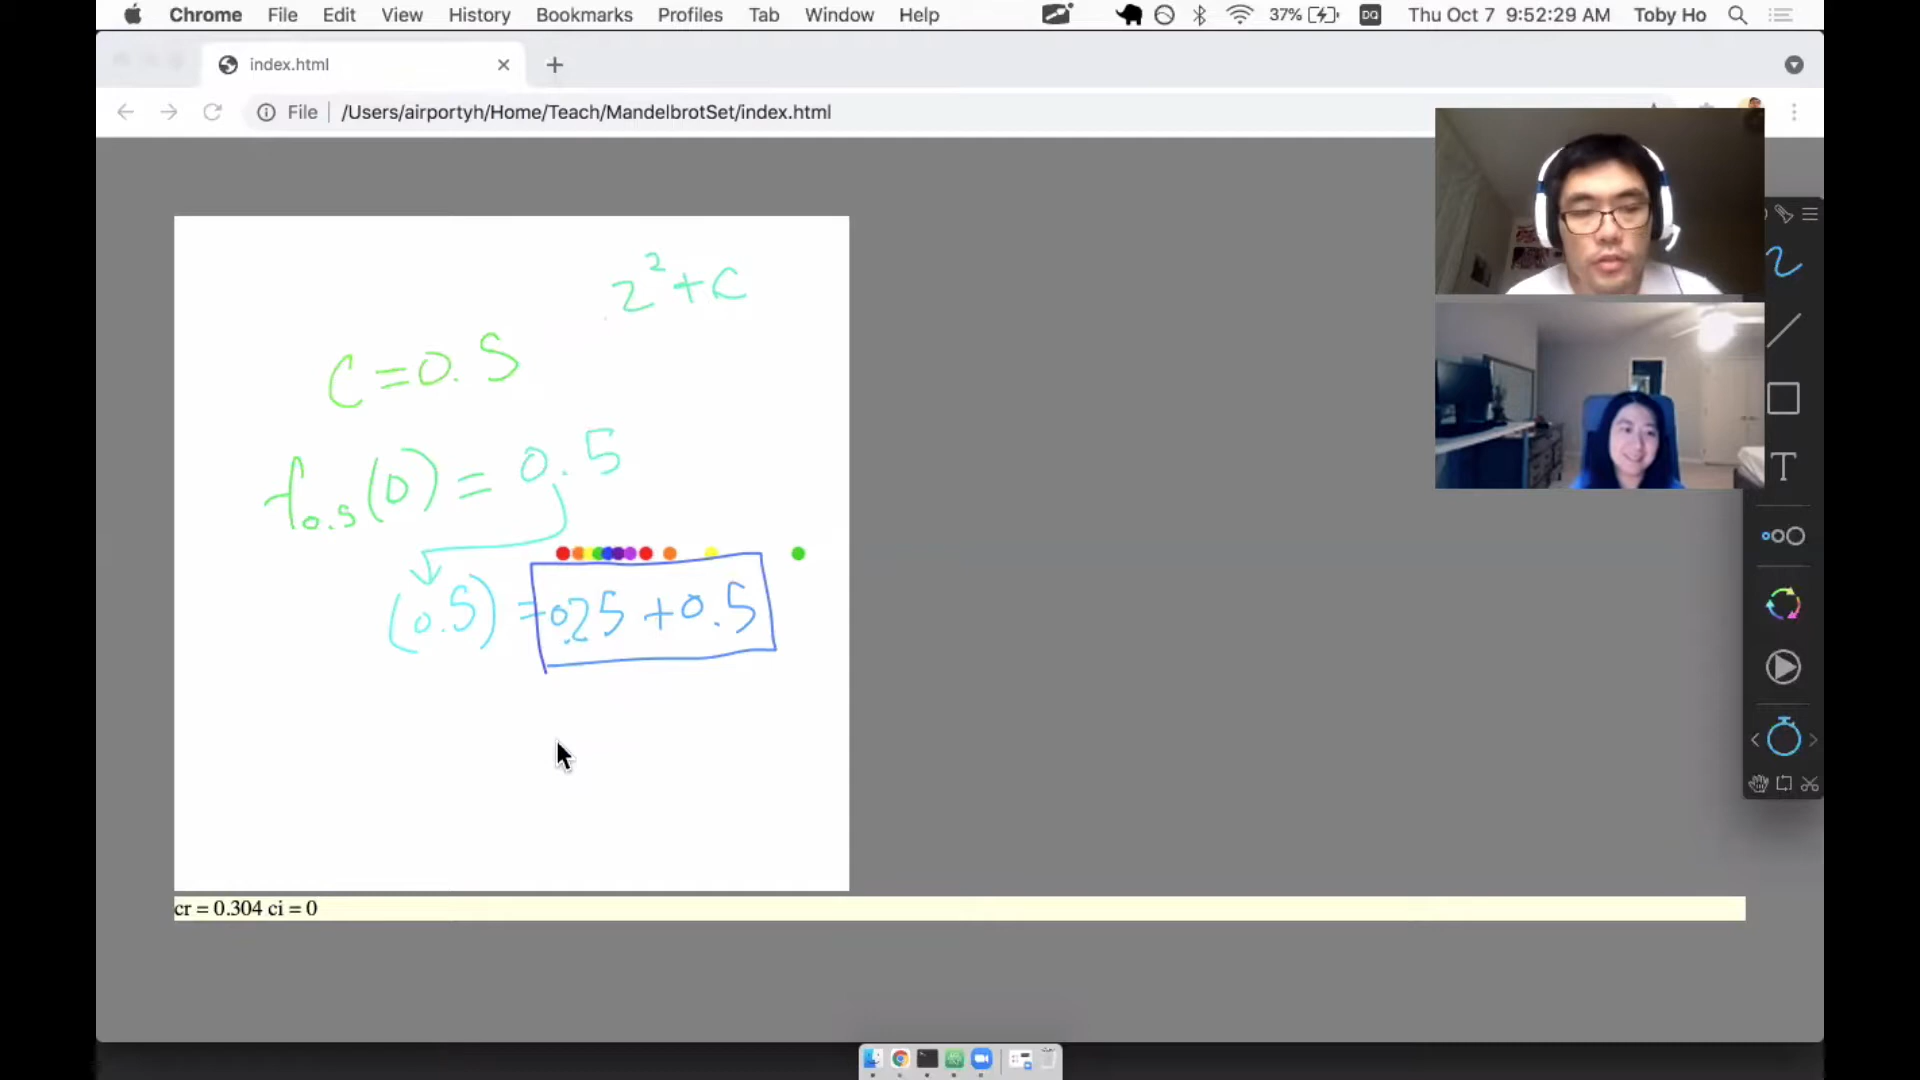 Chrome File Edit View History Bookmarks Profiles Tab Window Help 37% DQ Thu Oct 7 9:52:29 AM Toby Ho
index.html
File /Users/airportyh/Home/Teach/MandelbrotSet/index.html
z² + c
C = 0.5
f0.5(0) = 0.5
(0.5) = 0.25 + 0.5
T
cr = 0.304 ci = 0